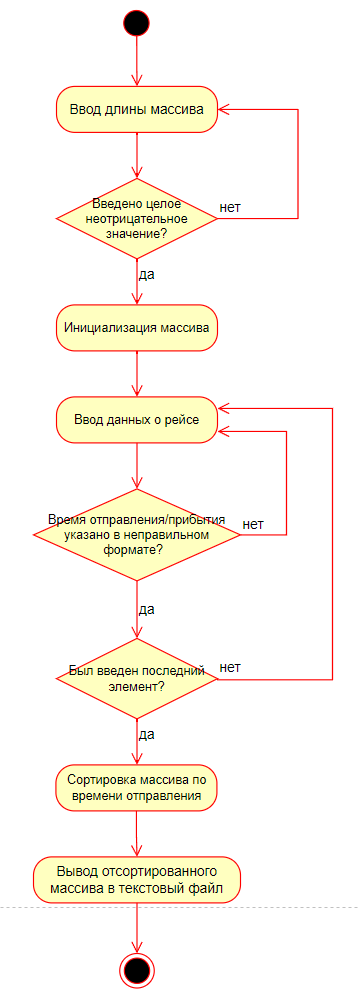 Ввод длины массива
Введено целое
неотрицательное
значение?
нет
да
Инициализация массива
Ввод данных о рейсе
Время отправления/прибытия
указано в неправильном
формате?
нет
да
Был введен последний
элемент?
нет
да
Сортировка массива по
времени отправления
Вывод отсортированного
массива в текстовый файл